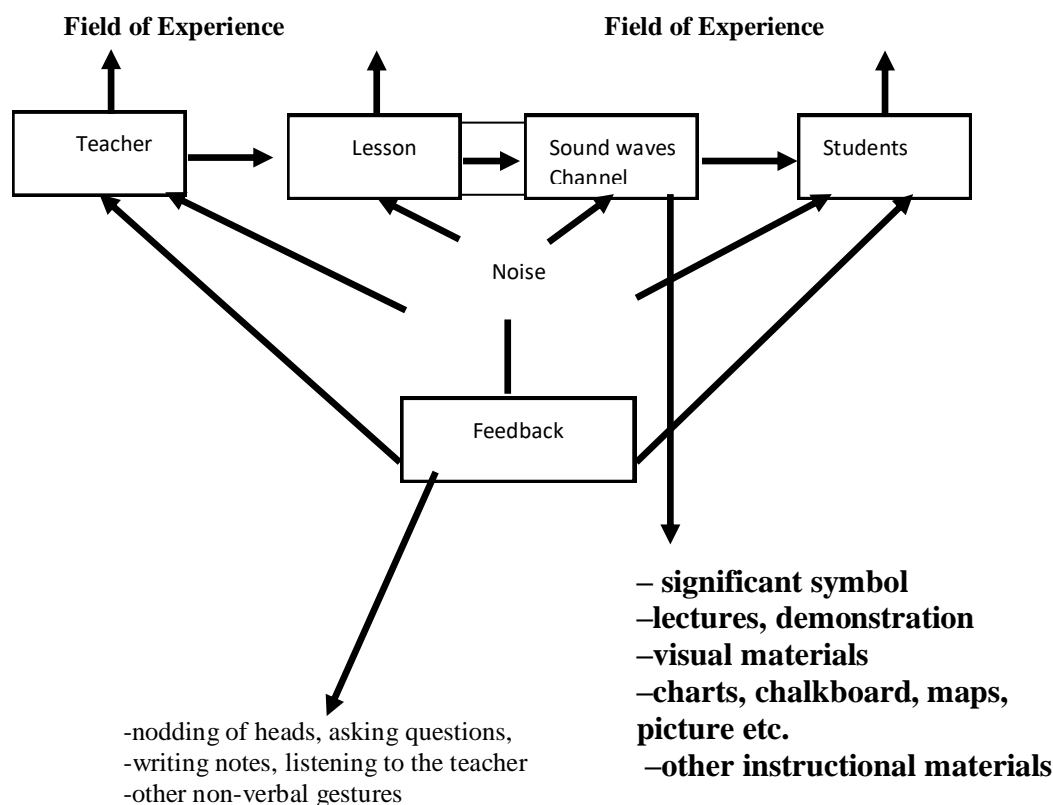 Field of Experience
Field of Experience
Teacher
Lesson
Sound waves
Channel
Students
Noise
Feedback
– significant symbol
–lectures, demonstration
–visual materials
–charts, chalkboard, maps,
picture etc.
–other instructional materials
-nodding of heads, asking questions,
-writing notes, listening to the teacher
-other non-verbal gestures